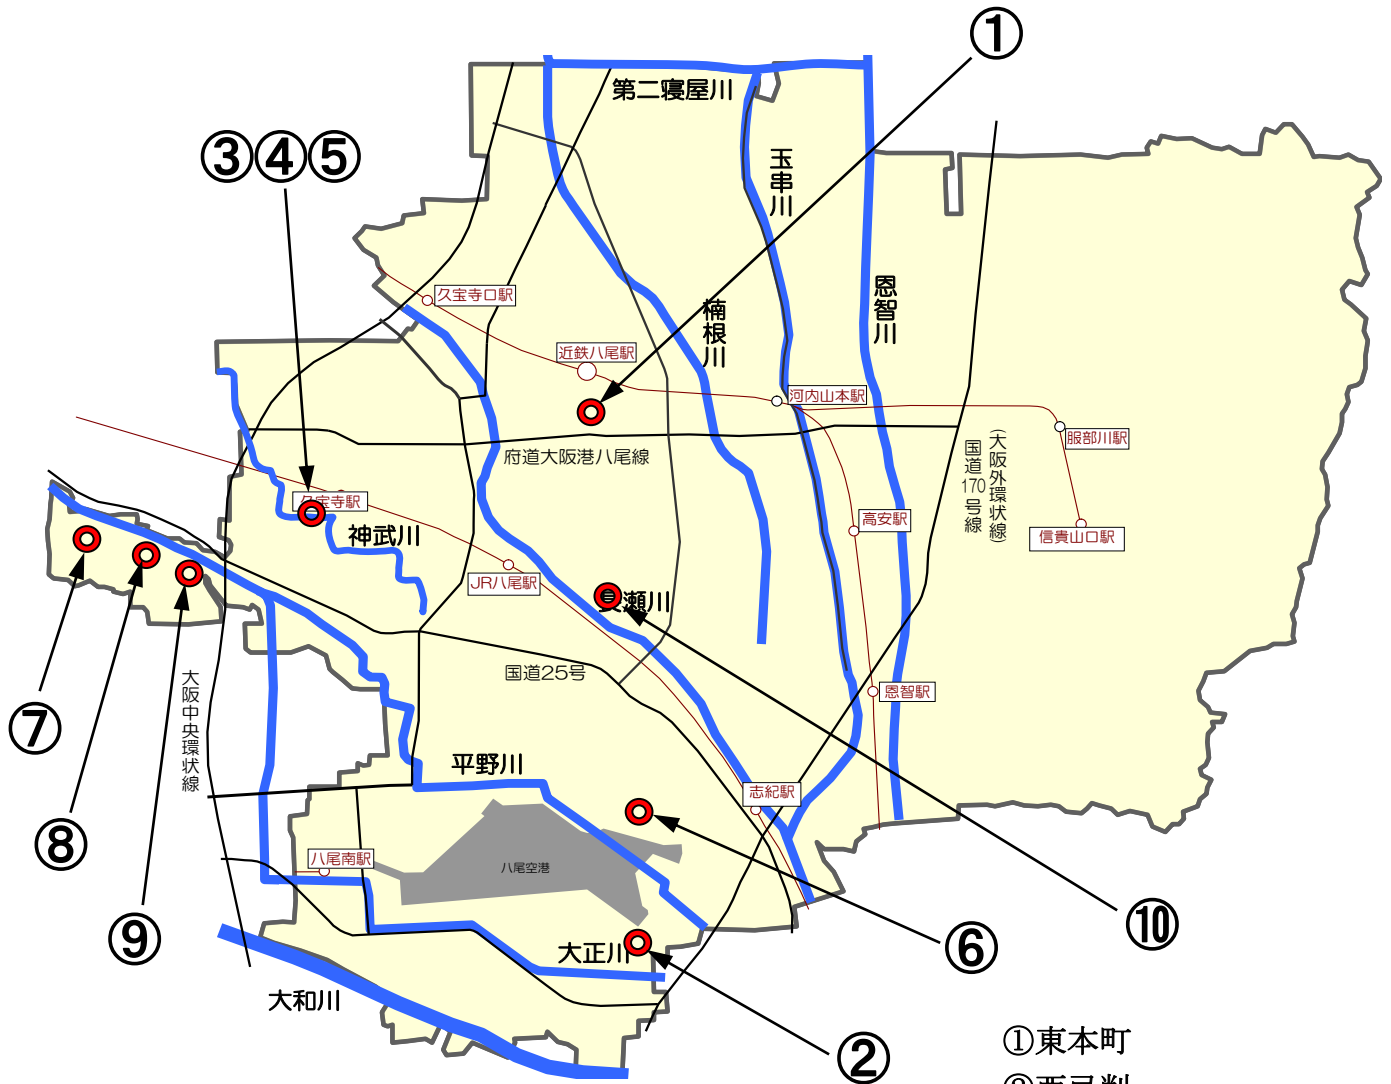 ①
第二寝屋川
③④⑤
玉串川
恩智川
久宝寺口駅
楠根川
近鉄八尾駅
河内山本駅
服部川駅
府道大阪港八尾線
(大阪外環状線)
国道170号線
久宝寺駅
神武川
高安駅
信貴山口駅
JR八尾駅
長瀬川
国道25号
大阪中央環状線
恩智駅
⑦
平野川
志紀駅
⑧
八尾南駅
八尾空港
⑨
⑩
⑥
大正川
大和川
②
①東本町
②西弓削